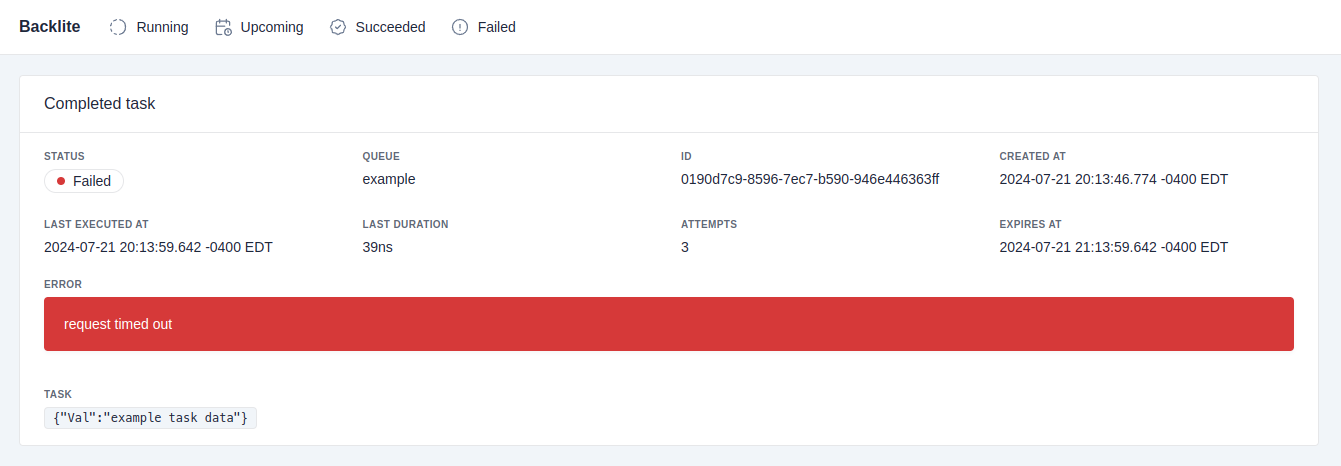 Backlite Running Upcoming Succeeded Failed
Completed task
STATUS QUEUE ID CREATED AT
Failed example 0190d7c9-8596-7ec7-b590-946e446363ff 2024-07-21 20:13:46.774 -0400 EDT
LAST EXECUTED AT LAST DURATION ATTEMPTS EXPIRES AT
2024-07-21 20:13:59.642 -0400 EDT 39ns 3 2024-07-21 21:13:59.642 -0400 EDT
ERROR
request timed out
TASK
{"Val":"example task data"}